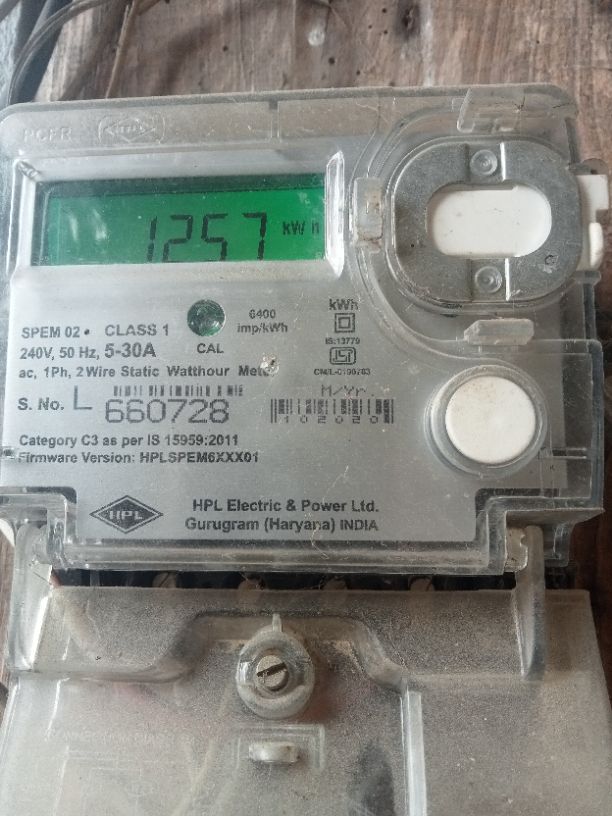 HPL
1257 kWh
6400
imp/kWh
kWh
SPEM 02 • CLASS 1
CAL
IS:13779
240V, 50 Hz, 5-30A
ac, 1Ph, 2 Wire Static Watthour Meter
M/Yr.
S. No. L 660728
102020
Category C3 as per IS 15959:2011
Firmware Version: HPLSPEM6XXX01
HPL
HPL Electric & Power Ltd.
Gurugram (Haryana) INDIA